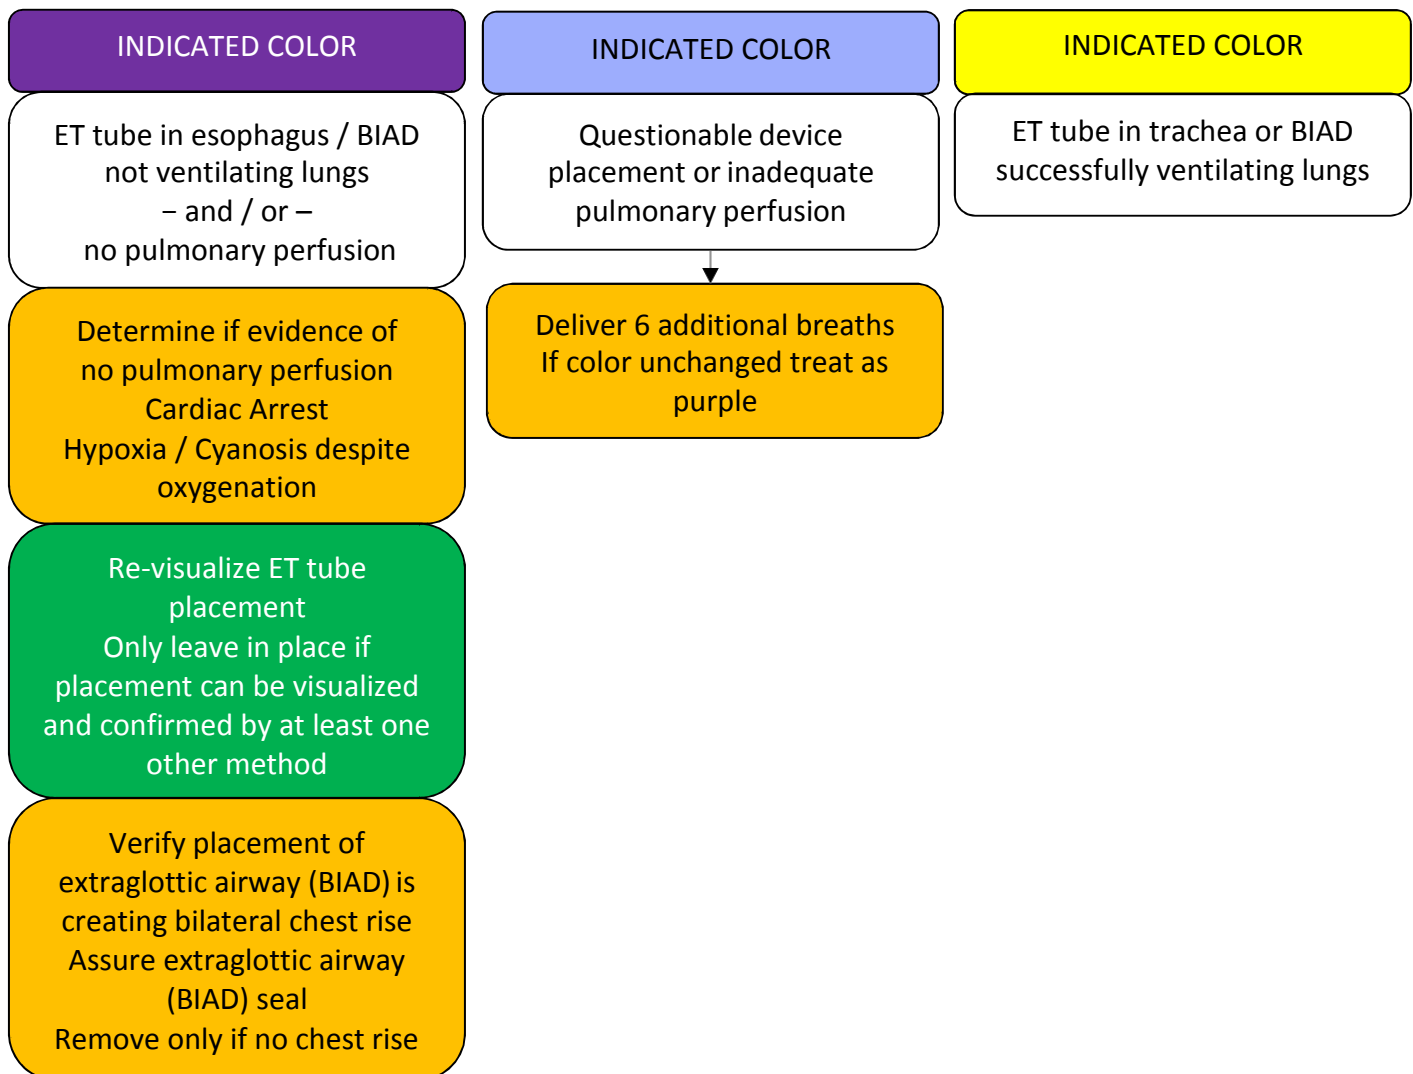 INDICATED COLOR
ET tube in esophagus / BIAD
not ventilating lungs
− and / or –
no pulmonary perfusion
Determine if evidence of
no pulmonary perfusion
Cardiac Arrest
Hypoxia / Cyanosis despite
oxygenation
Re-visualize ET tube
placement
Only leave in place if
placement can be visualized
and confirmed by at least one
other method
Verify placement of
extraglottic airway (BIAD) is
creating bilateral chest rise
Assure extraglottic airway
(BIAD) seal
Remove only if no chest rise
INDICATED COLOR
Questionable device
placement or inadequate
pulmonary perfusion
Deliver 6 additional breaths
If color unchanged treat as
purple
INDICATED COLOR
ET tube in trachea or BIAD
successfully ventilating lungs